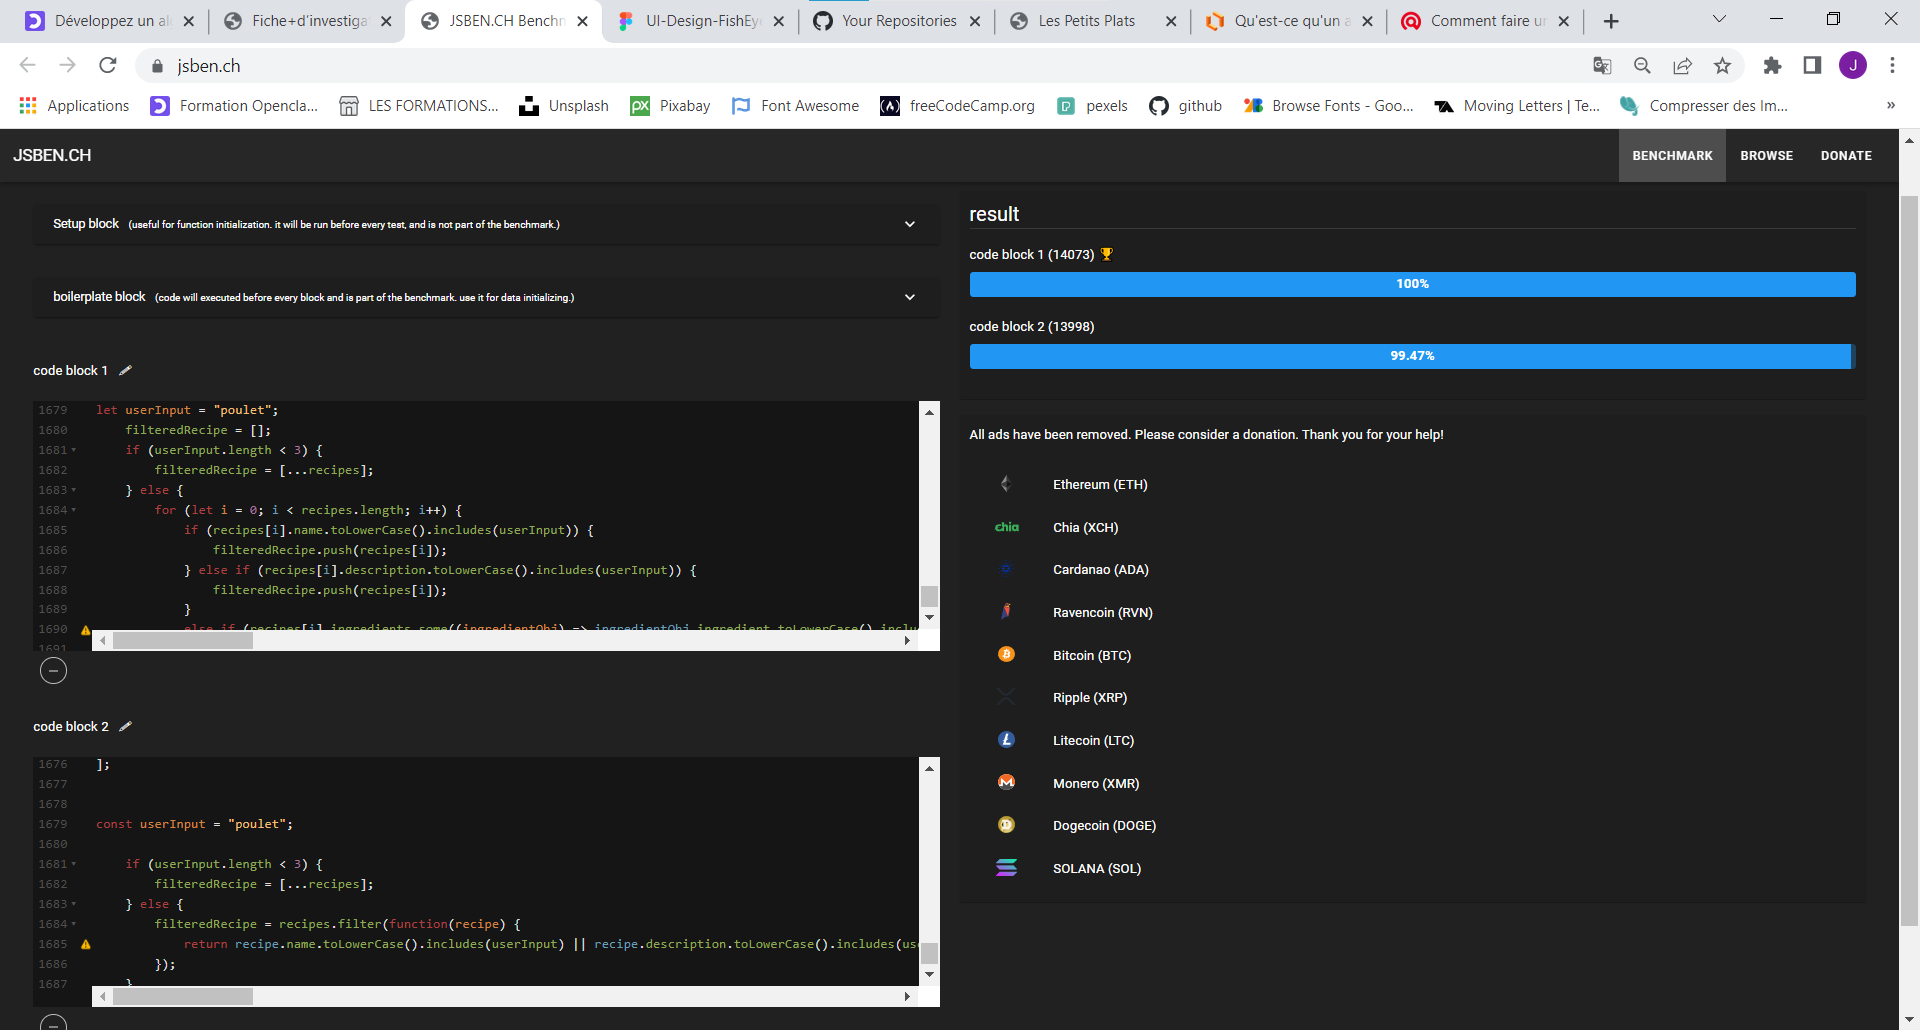 Développez un al
Fiche+d'investiga
JSBEN.CH Benchm
UI-Design-FishEy
Your Repositories
Les Petits Plats
Qu'est-ce qu'un a
Comment faire un
jsben.ch
J
Applications
Formation Opencla...
LES FORMATIONS...
Unsplash
Pixabay
Font Awesome
freeCodeCamp.org
pexels
github
Browse Fonts - Goo...
Moving Letters | Te...
Compresser des Im...
»
JSBEN.CH
BENCHMARK
BROWSE
DONATE
Setup block (useful for function initialization. it will be run before every test, and is not part of the benchmark.)
boilerplate block (code will executed before every block and is part of the benchmark. use it for data initializing.)
code block 1
1679 let userInput = "poulet";
1680 filteredRecipe = [];
1681 if (userInput.length < 3) {
1682 filteredRecipe = [...recipes];
1683 } else {
1684 for (let i = 0; i < recipes.length; i++) {
1685 if (recipes[i].name.toLowerCase().includes(userInput)) {
1686 filteredRecipe.push(recipes[i]);
1687 } else if (recipes[i].description.toLowerCase().includes(userInput)) {
1688 filteredRecipe.push(recipes[i]);
1689 }
1690 else if (recipes[i].ingredients.some((ingredientObj) => ingredientObj.ingredient.toLowerCase().inclu
1691
code block 2
1676 ];
1677
1678
1679 const userInput = "poulet";
1680
1681 if (userInput.length < 3) {
1682 filteredRecipe = [...recipes];
1683 } else {
1684 filteredRecipe = recipes.filter(function(recipe) {
1685 return recipe.name.toLowerCase().includes(userInput) || recipe.description.toLowerCase().includes(us
1686 });
1687 }
result
code block 1 (14073)
100%
code block 2 (13998)
99.47%
All ads have been removed. Please consider a donation. Thank you for your help!
Ethereum (ETH)
chia Chia (XCH)
Cardanao (ADA)
Ravencoin (RVN)
Bitcoin (BTC)
Ripple (XRP)
Litecoin (LTC)
Monero (XMR)
Dogecoin (DOGE)
SOLANA (SOL)